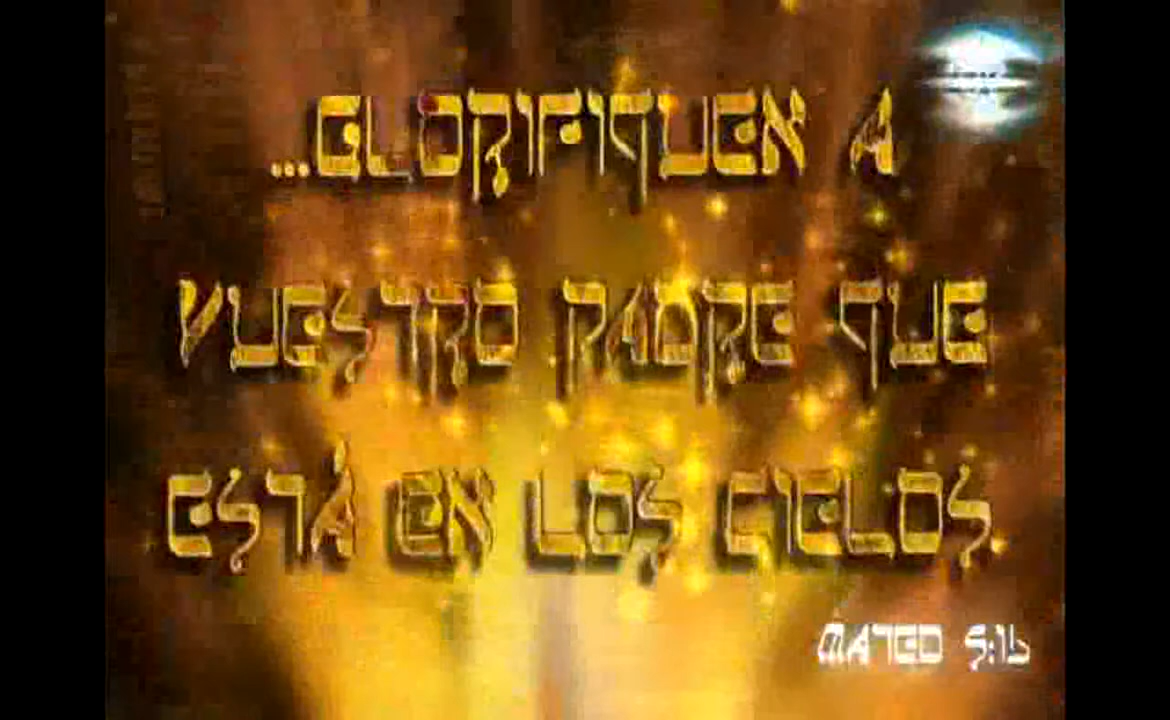 ...GLORIFIQUEN A
VUESTRO PADRE QUE
ESTÁ EN LOS CIELOS.
MATEO 5:16